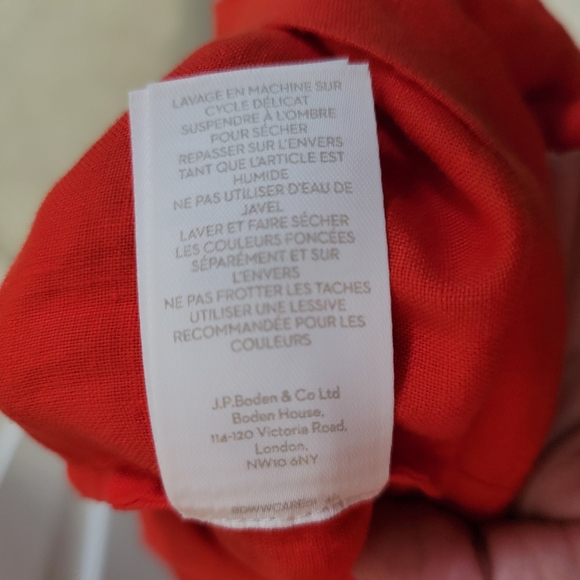 LAVAGE EN MACHINE SUR
CYCLE DÉLICAT
SUSPENDRE À L'OMBRE
POUR SÉCHER
REPASSER SUR L'ENVERS
TANT QUE L'ARTICLE EST
HUMIDE
NE PAS UTILISER D'EAU DE
JAVEL
LAVER ET FAIRE SÉCHER
LES COULEURS FONCÉES
SÉPARÉMENT ET SUR
L'ENVERS
NE PAS FROTTER LES TACHES
UTILISER UNE LESSIVE
RECOMMANDÉE POUR LES
COULEURS
J.P.Boden & Co Ltd
Boden House,
114-120 Victoria Road,
London,
NW10 6NY